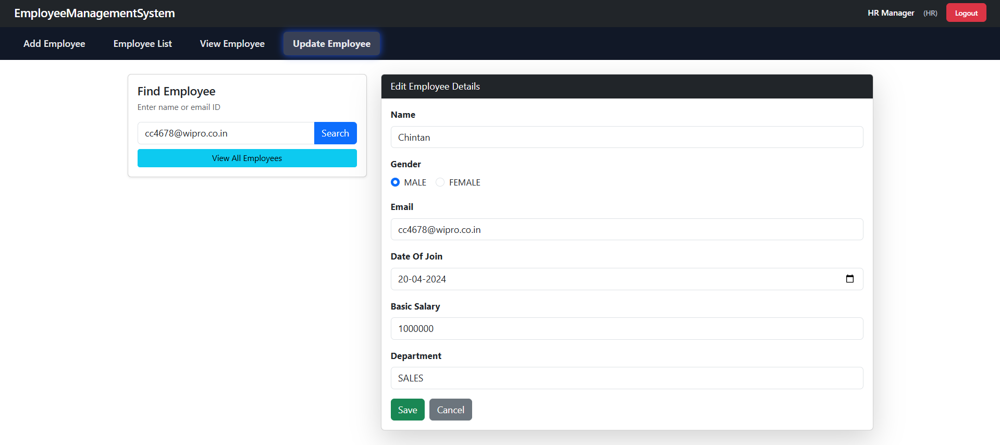 EmployeeManagementSystem
HR Manager (HR) Logout
Add Employee Employee List View Employee Update Employee
Find Employee
Enter name or email ID
cc4678@wipro.co.in Search
View All Employees
Edit Employee Details
Name
Chintan
Gender
MALE FEMALE
Email
cc4678@wipro.co.in
Date Of Join
20-04-2024
Basic Salary
1000000
Department
SALES
Save Cancel